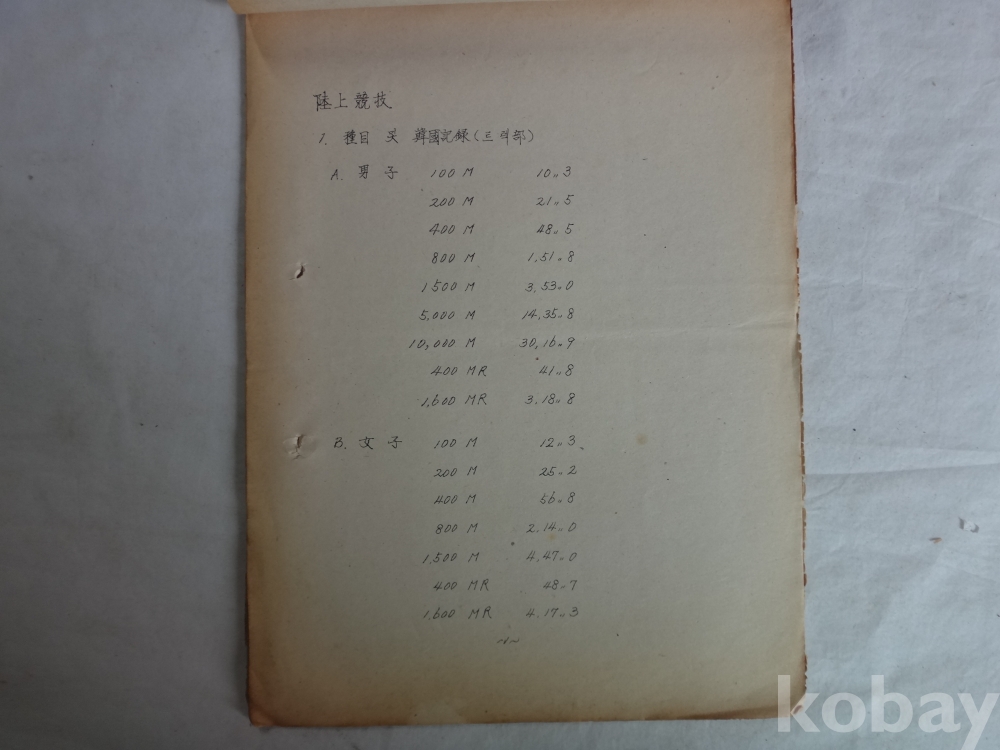 陸上競技
1. 種目 및 韓國記録(트랙部)
A. 男子 100 M 10"3
200 M 21"5
400 M 48"5
800 M 1,51"8
1500 M 3,53"0
5,000 M 14,35"8
10,000 M 30,16"9
400 MR 41"8
1,600 MR 3,18"8
B. 女子 100 M 12"3
200 M 25"2
400 M 56"8
800 M 2.14"0
1,500 M 4,47"0
400 MR 48"7
1.600 MR 4.17"3
~1~
kobay